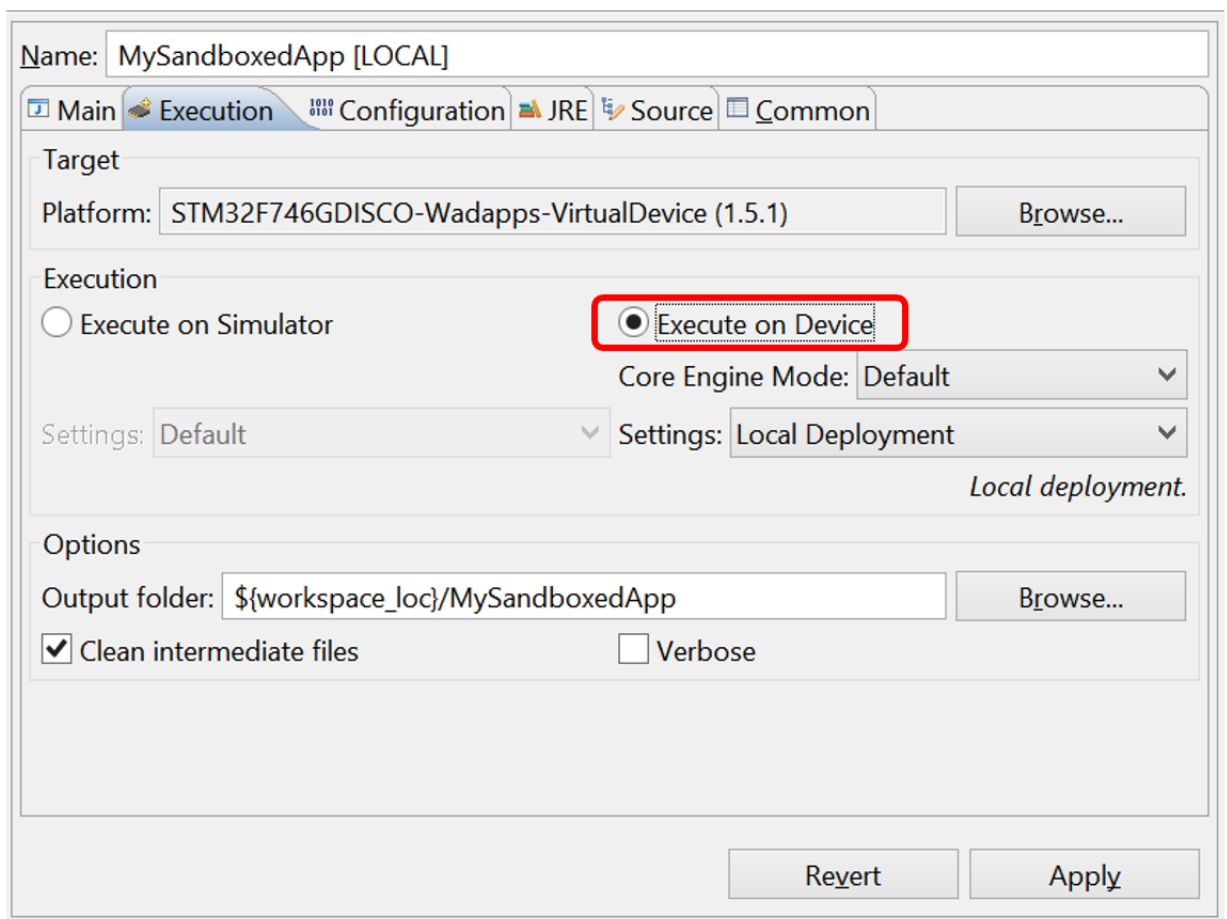 Name: MySandboxedApp [LOCAL]
Main Execution 1010 0101 Configuration JRE Source Common
Target
Platform: STM32F746GDISCO-Wadapps-VirtualDevice (1.5.1) Browse...
Execution
Execute on Simulator Execute on Device
Core Engine Mode: Default
Settings: Default Settings: Local Deployment
Local deployment.
Options
Output folder: ${workspace_loc}/MySandboxedApp Browse...
Clean intermediate files Verbose
Revert Apply